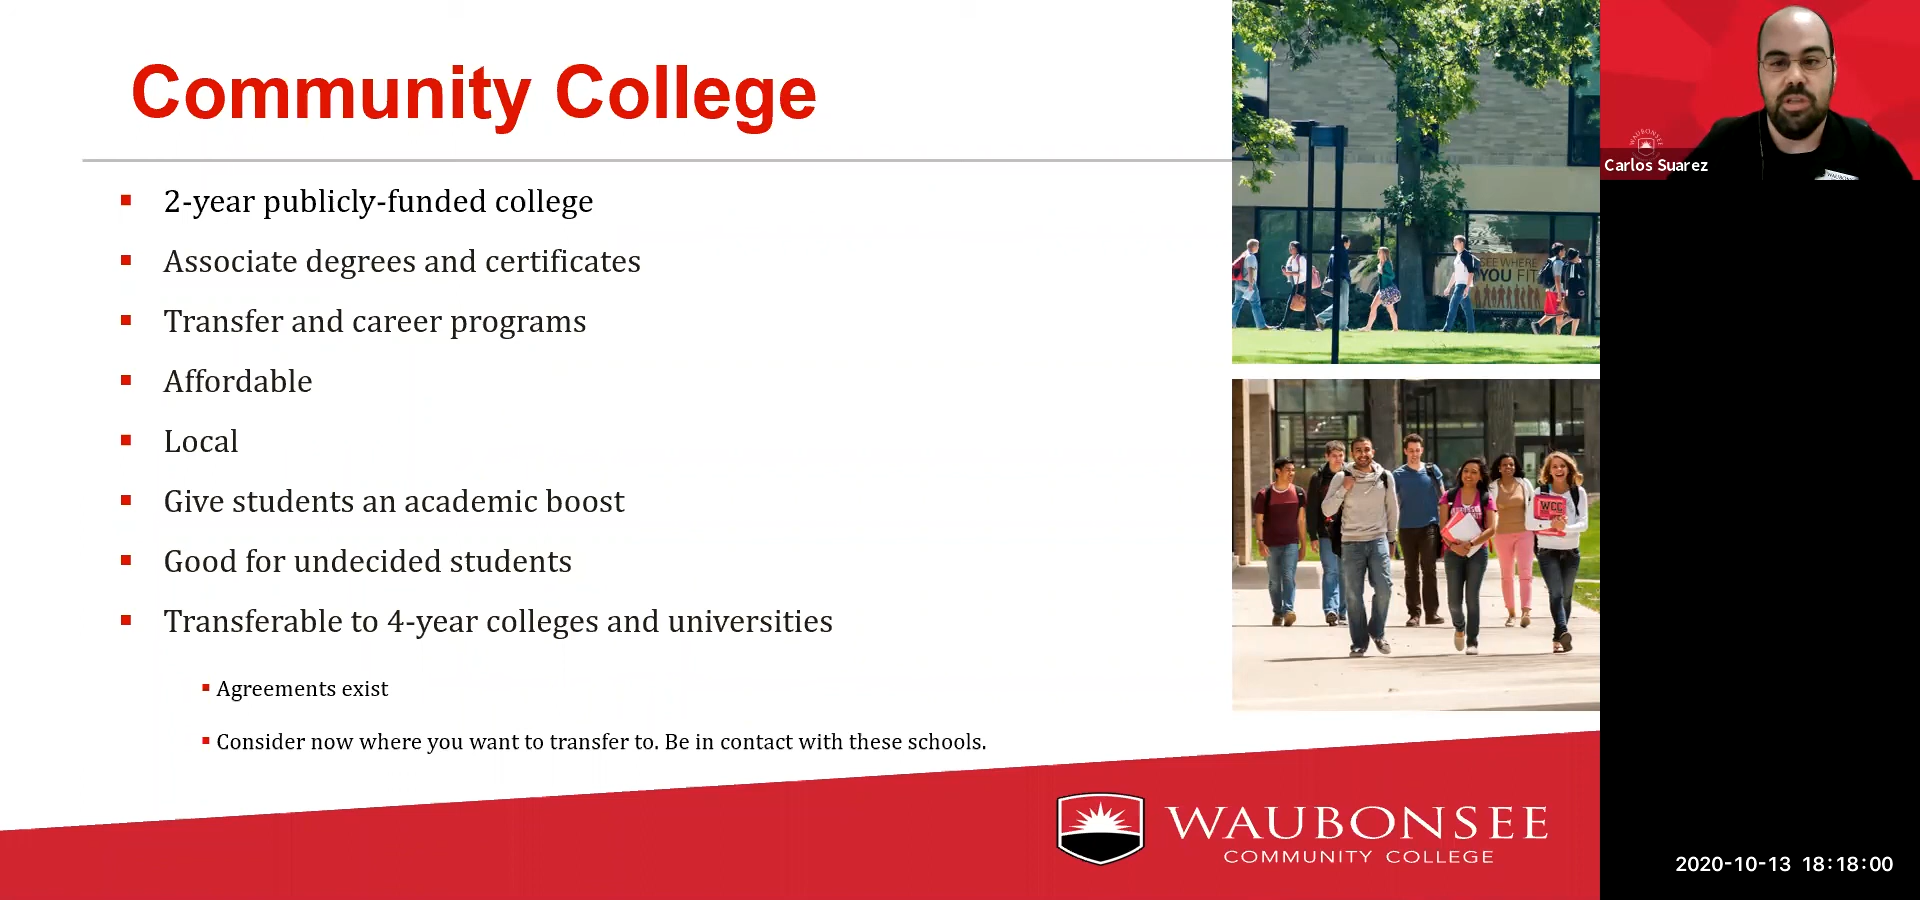 Community College
2-year publicly-funded college
Associate degrees and certificates
Transfer and career programs
Affordable
Local
Give students an academic boost
Good for undecided students
Transferable to 4-year colleges and universities
Agreements exist
Consider now where you want to transfer to. Be in contact with these schools.
SEE WHERE
YOU FIT
WCC
WAUBONSEE
COMMUNITY COLLEGE
WAUBONSEE
Carlos Suarez
2020-10-13 18:18:00